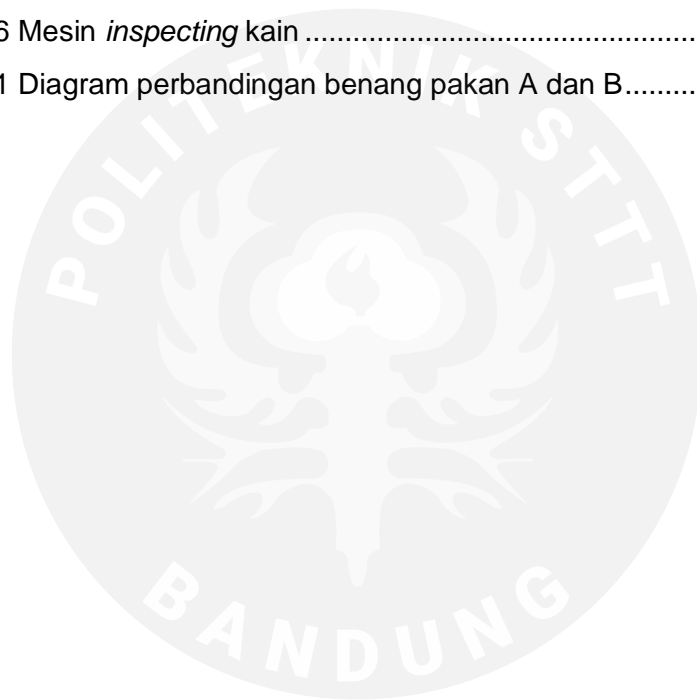 6 Mesin inspecting kain ................................................
1 Diagram perbandingan benang pakan A dan B.........
POLITEKNIK STTT
BANDUNG